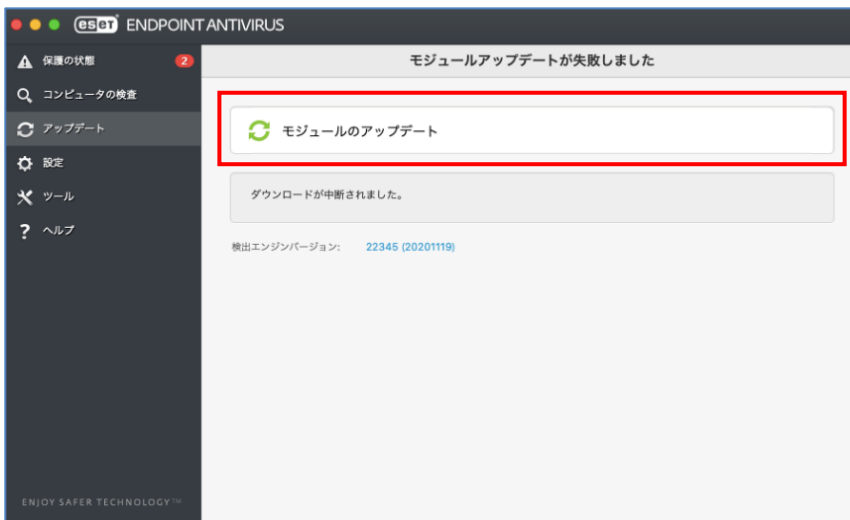 eset ENDPOINT ANTIVIRUS
保護の状態 2
モジュールアップデートが失敗しました
コンピュータの検査
アップデート
モジュールのアップデート
設定
ツール
ダウンロードが中断されました。
ヘルプ
検出エンジンバージョン: 22345 (20201119)
ENJOY SAFER TECHNOLOGY™